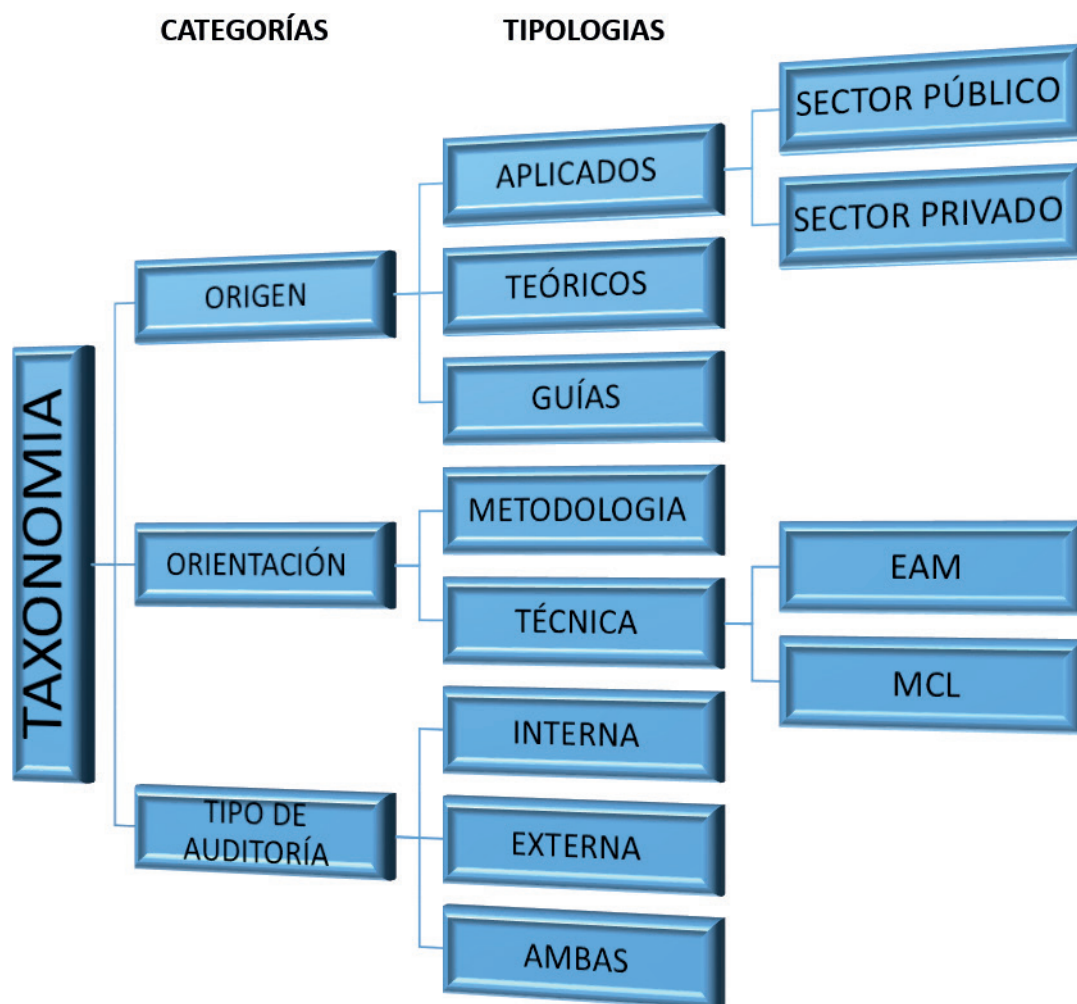 CATEGORÍAS
TIPOLOGIAS
TAXONOMIA
ORIGEN
APLICADOS
SECTOR PÚBLICO
SECTOR PRIVADO
TEÓRICOS
GUÍAS
ORIENTACIÓN
METODOLOGIA
TÉCNICA
EAM
MCL
TIPO DE
AUDITORÍA
INTERNA
EXTERNA
AMBAS